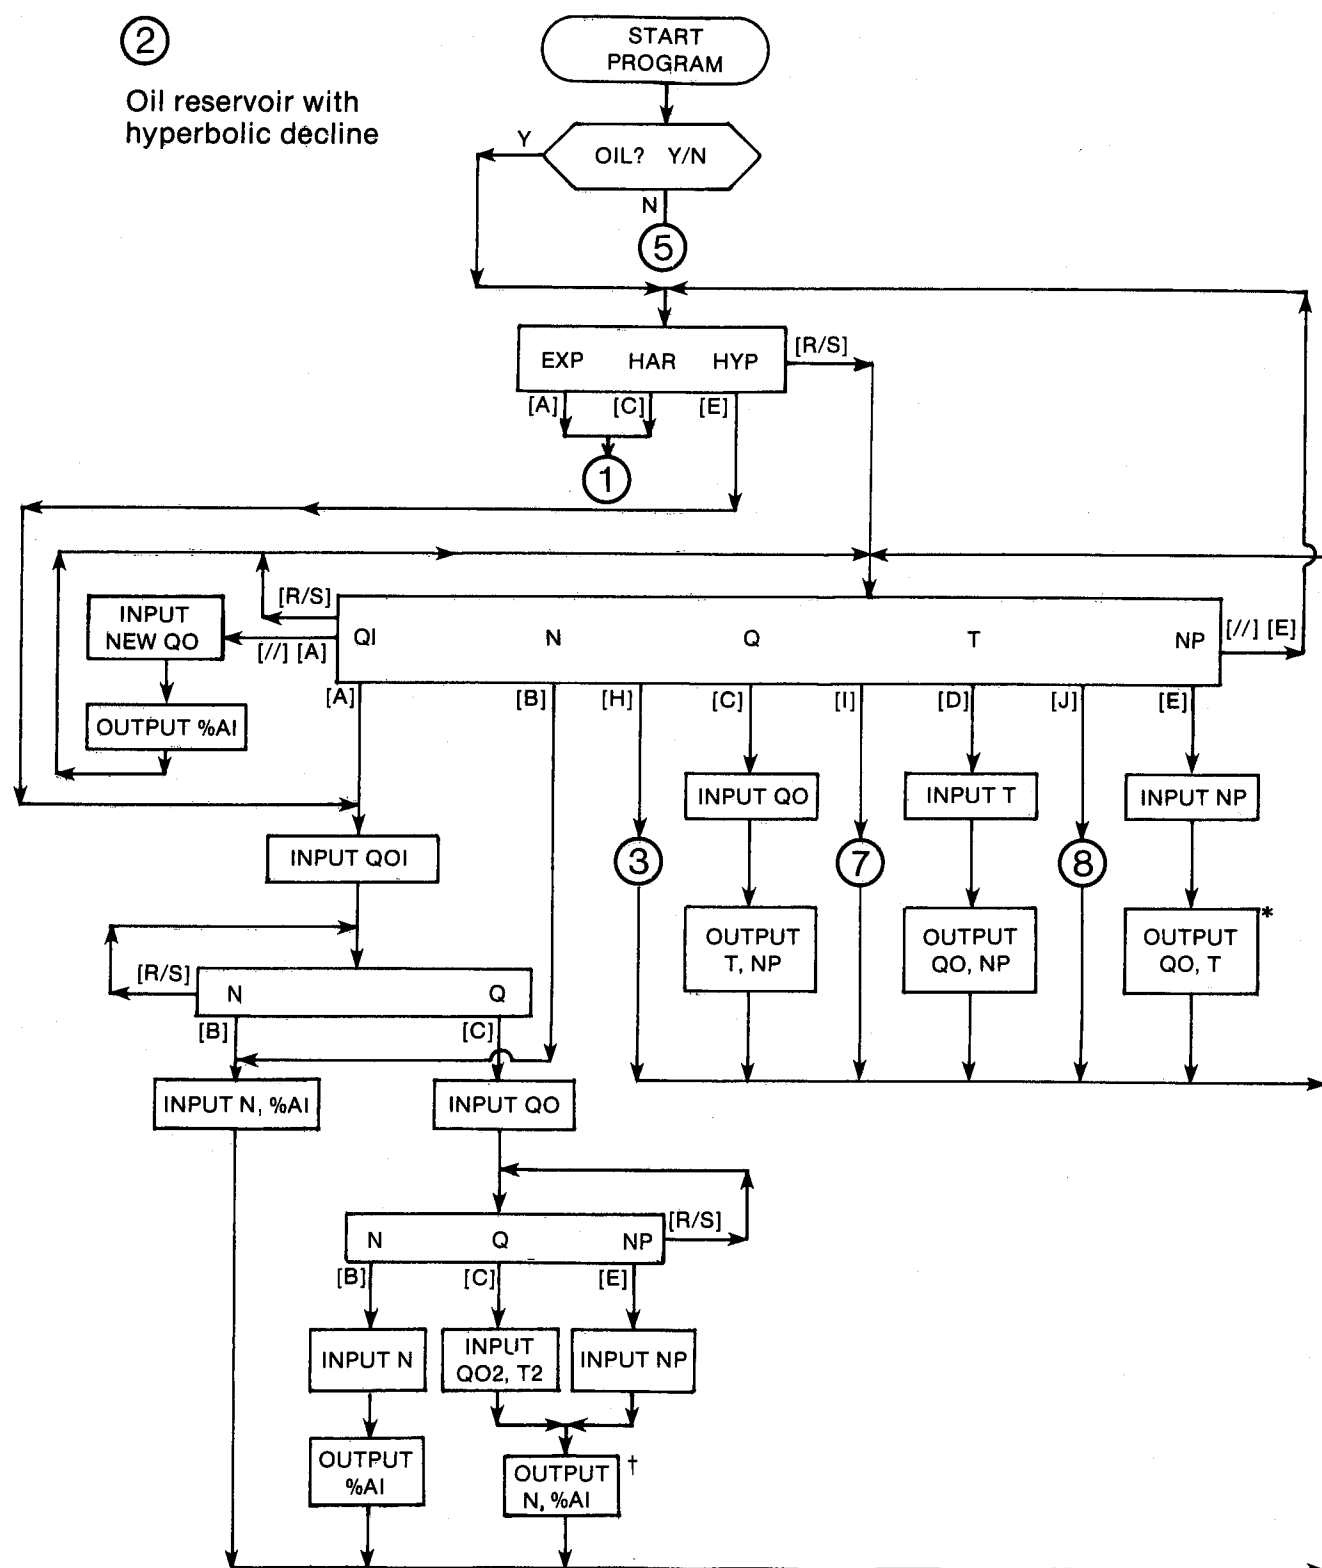 2
Oil reservoir with
hyperbolic decline
START
PROGRAM
Y
OIL? Y/N
N
5
EXP HAR HYP
[R/S]
[A] [C] [E]
1
[R/S]
INPUT
NEW QO
[//] [A]
QI N Q T NP
[//] [E]
[A] [B] [H] [C] [I] [D] [J] [E]
OUTPUT %AI
INPUT QO
INPUT T
INPUT NP
INPUT QOI
3
7
8
OUTPUT
T, NP
OUTPUT
QO, NP
OUTPUT
QO, T
*
[R/S]
N Q
[B] [C]
INPUT N, %AI
INPUT QO
[R/S]
N Q NP
[B] [C] [E]
INPUT N
INPUT
QO2, T2
INPUT NP
OUTPUT
%AI
OUTPUT
N, %AI
†